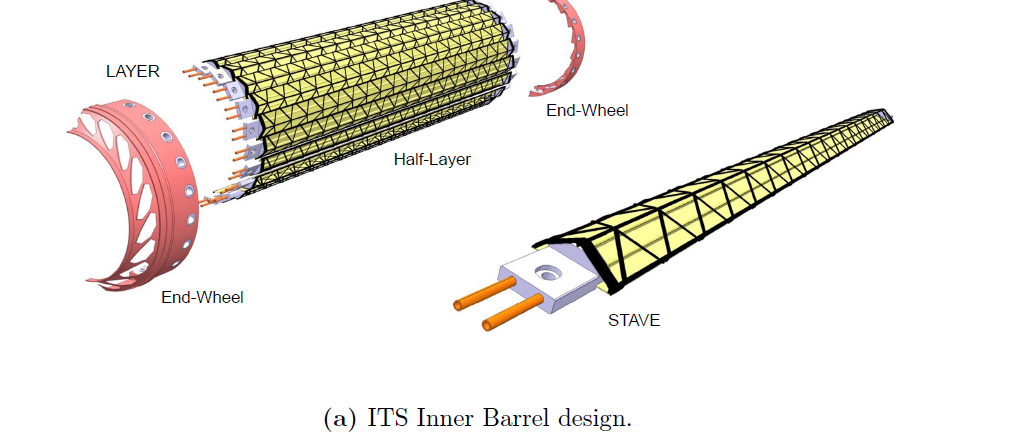 LAYER
End-Wheel
Half-Layer
End-Wheel
STAVE
(a) ITS Inner Barrel design.